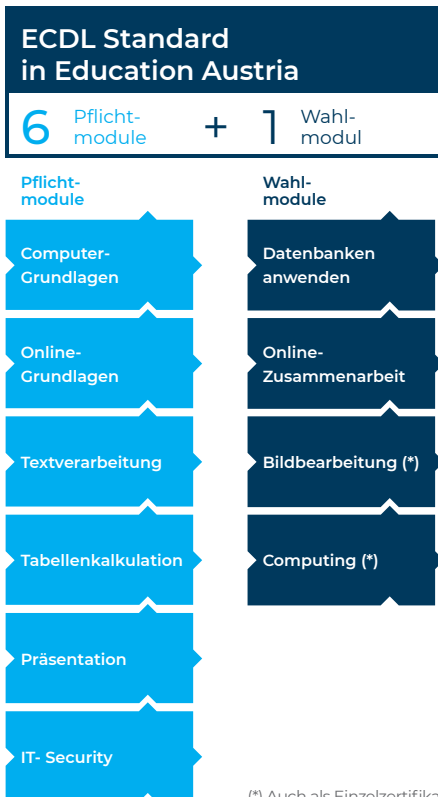 ECDL Standard
in Education Austria
6 Pflicht-
module
+ 1 Wahl-
modul
Pflicht-
module
Computer-
Grundlagen
Online-
Grundlagen
Textverarbeitung
Tabellenkalkulation
Präsentation
IT- Security
Wahl-
module
Datenbanken
anwenden
Online-
Zusammenarbeit
Bildbearbeitung (*)
Computing (*)
(*) Auch als